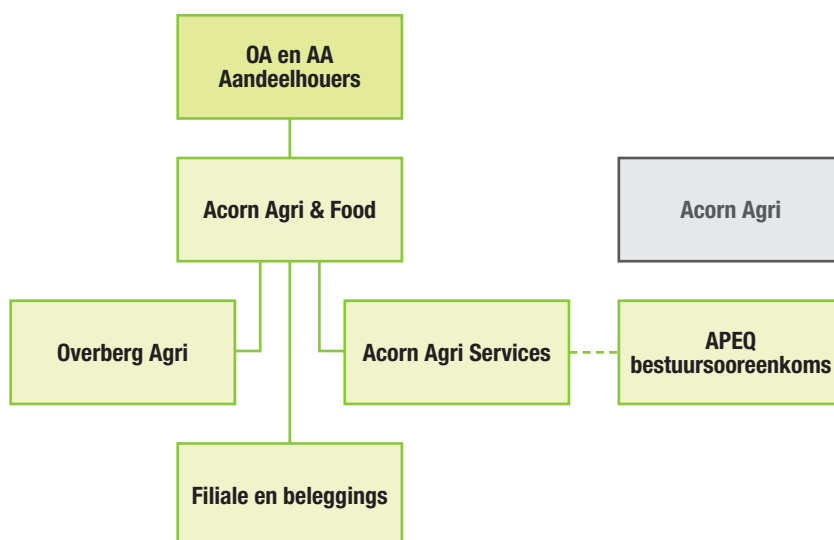 OA en AA
Aandeelhouers
Acorn Agri & Food
Acorn Agri
Overberg Agri
Acorn Agri Services
APEQ
bestuursooreenkoms
Filiale en beleggings